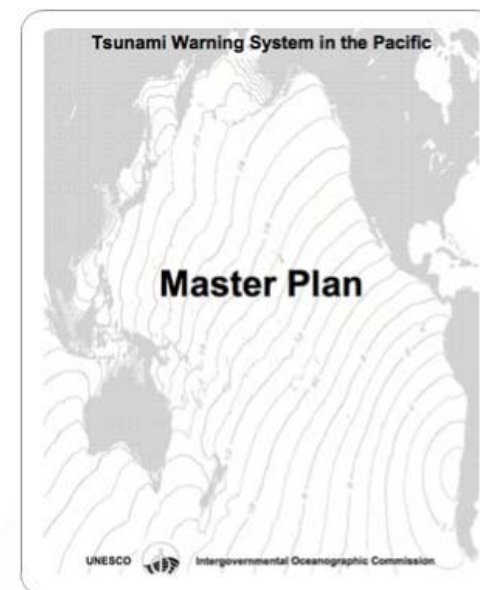 Tsunami Warning System in the Pacific
Master Plan
UNESCO Intergovernmental Oceanographic Commission